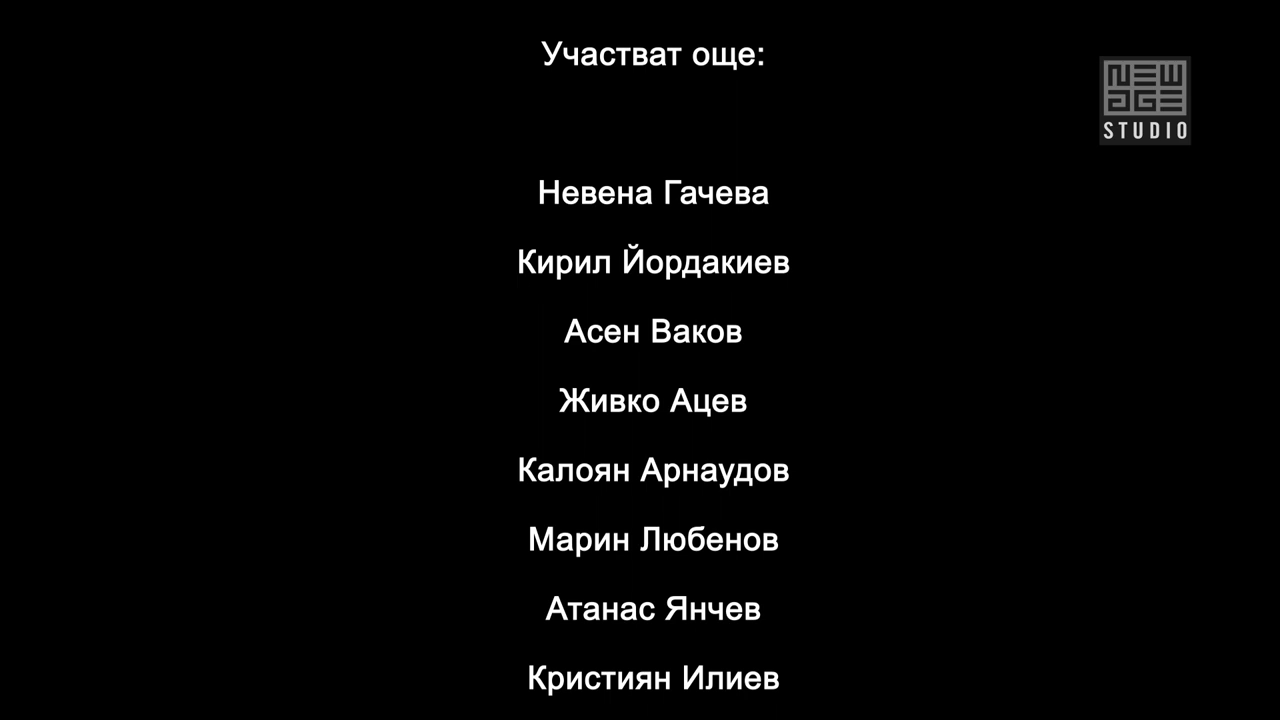 Участват още:
NEW
AGE
STUDIO
Невена Гачева
Кирил Йордакиев
Асен Ваков
Живко Ацев
Калоян Арнаудов
Марин Любенов
Атанас Янчев
Кристиян Илиев